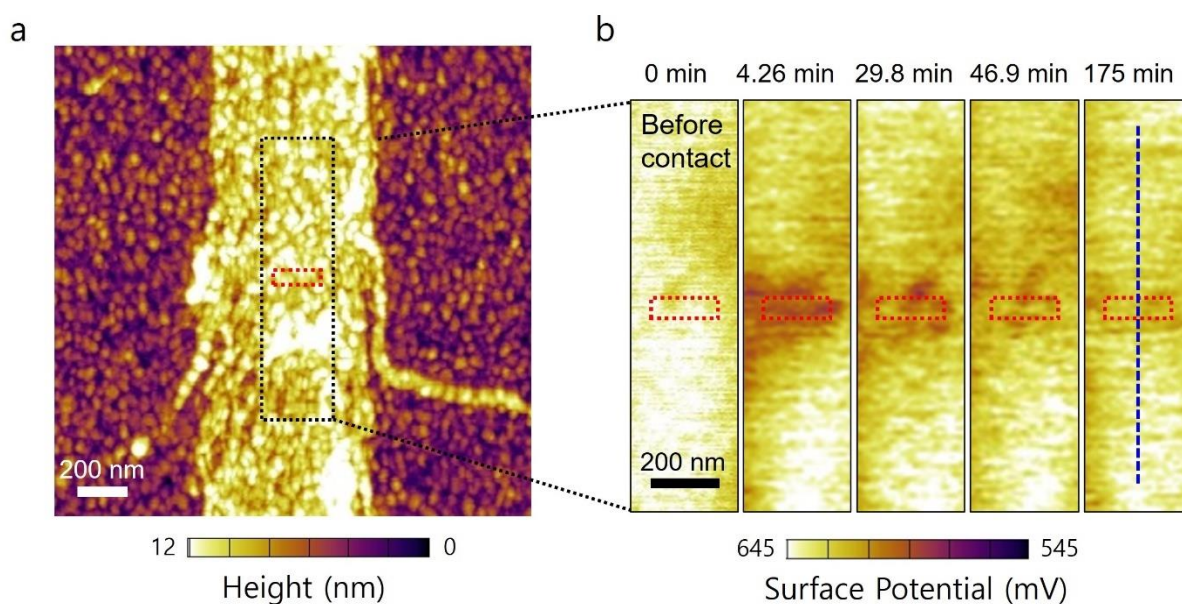 a
b
0 min
4.26 min
29.8 min
46.9 min
175 min
Before
contact
200 nm
200 nm
12
0
Height (nm)
645
545
Surface Potential (mV)